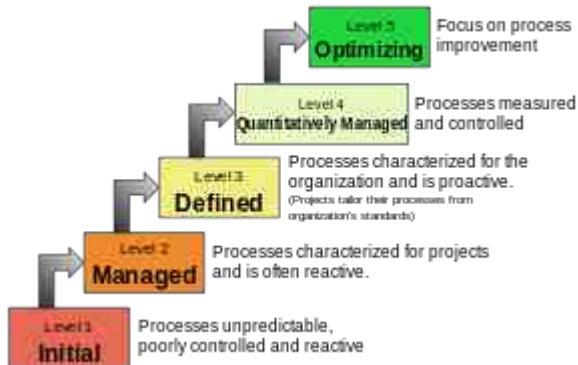 Level 5
Optimizing
Focus on process
improvement
Level 4
Quantitatively Managed
Processes measured
and controlled
Level 3
Defined
Processes characterized for the
organization and is proactive.
(Projects tailor their processes from
organization's standards)
Level 2
Managed
Processes characterized for projects
and is often reactive.
Level 1
Initial
Processes unpredictable,
poorly controlled and reactive